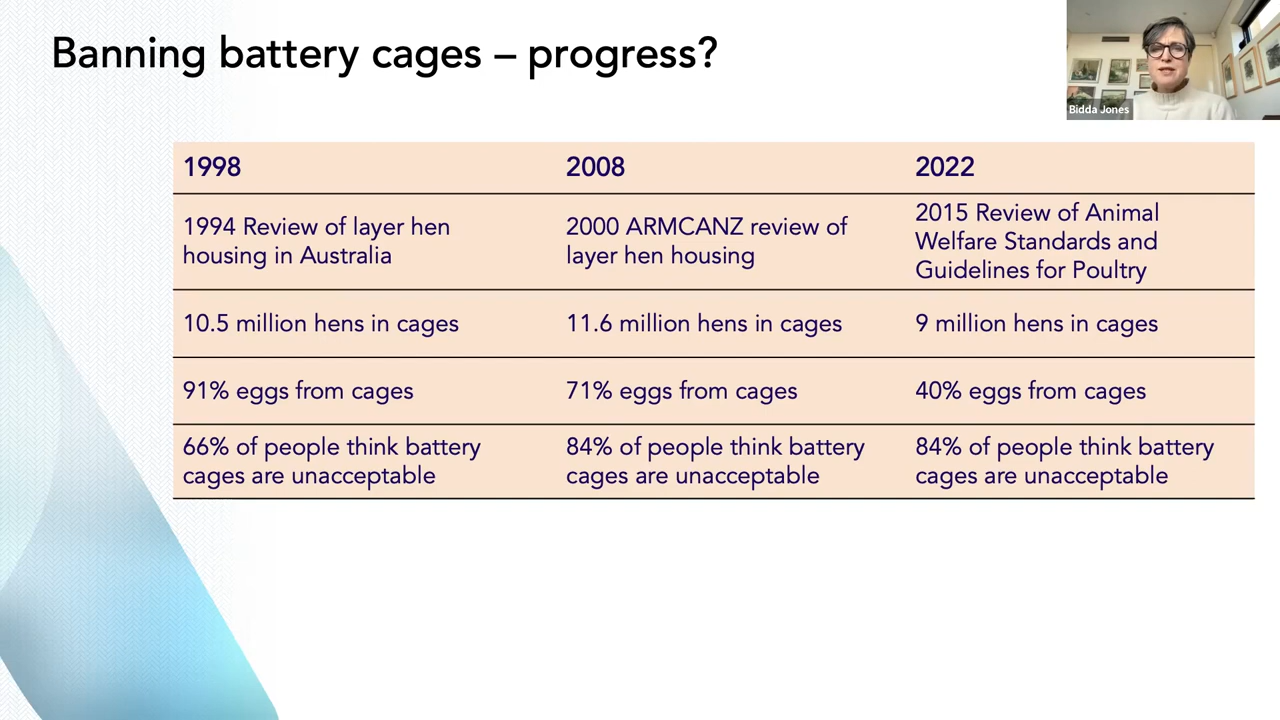 Banning battery cages – progress?
Bidda Jones
1998
2008
2022
1994 Review of layer hen
housing in Australia
2000 ARMCANZ review of
layer hen housing
2015 Review of Animal
Welfare Standards and
Guidelines for Poultry
10.5 million hens in cages
11.6 million hens in cages
9 million hens in cages
91% eggs from cages
71% eggs from cages
40% eggs from cages
66% of people think battery
cages are unacceptable
84% of people think battery
cages are unacceptable
84% of people think battery
cages are unacceptable